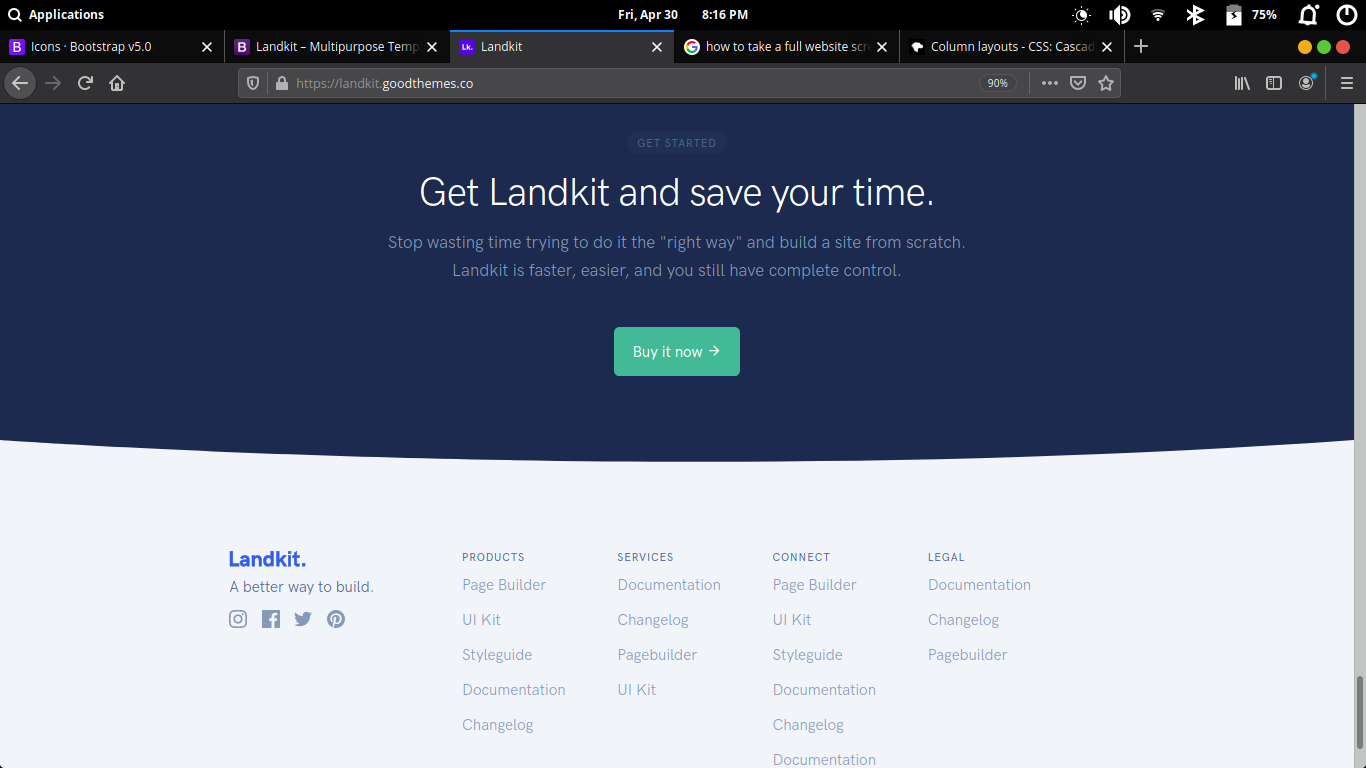 Applications
Fri, Apr 30 8:16 PM
75%
Icons · Bootstrap v5.0
Landkit – Multipurpose Temp
Lk. Landkit
how to take a full website scr
Column layouts - CSS: Cascad
https://landkit.goodthemes.co
90%
GET STARTED
Get Landkit and save your time.
Stop wasting time trying to do it the "right way" and build a site from scratch.
Landkit is faster, easier, and you still have complete control.
Buy it now →
Landkit.
A better way to build.
PRODUCTS
Page Builder
UI Kit
Styleguide
Documentation
Changelog
SERVICES
Documentation
Changelog
Pagebuilder
UI Kit
CONNECT
Page Builder
UI Kit
Styleguide
Documentation
Changelog
Documentation
LEGAL
Documentation
Changelog
Pagebuilder